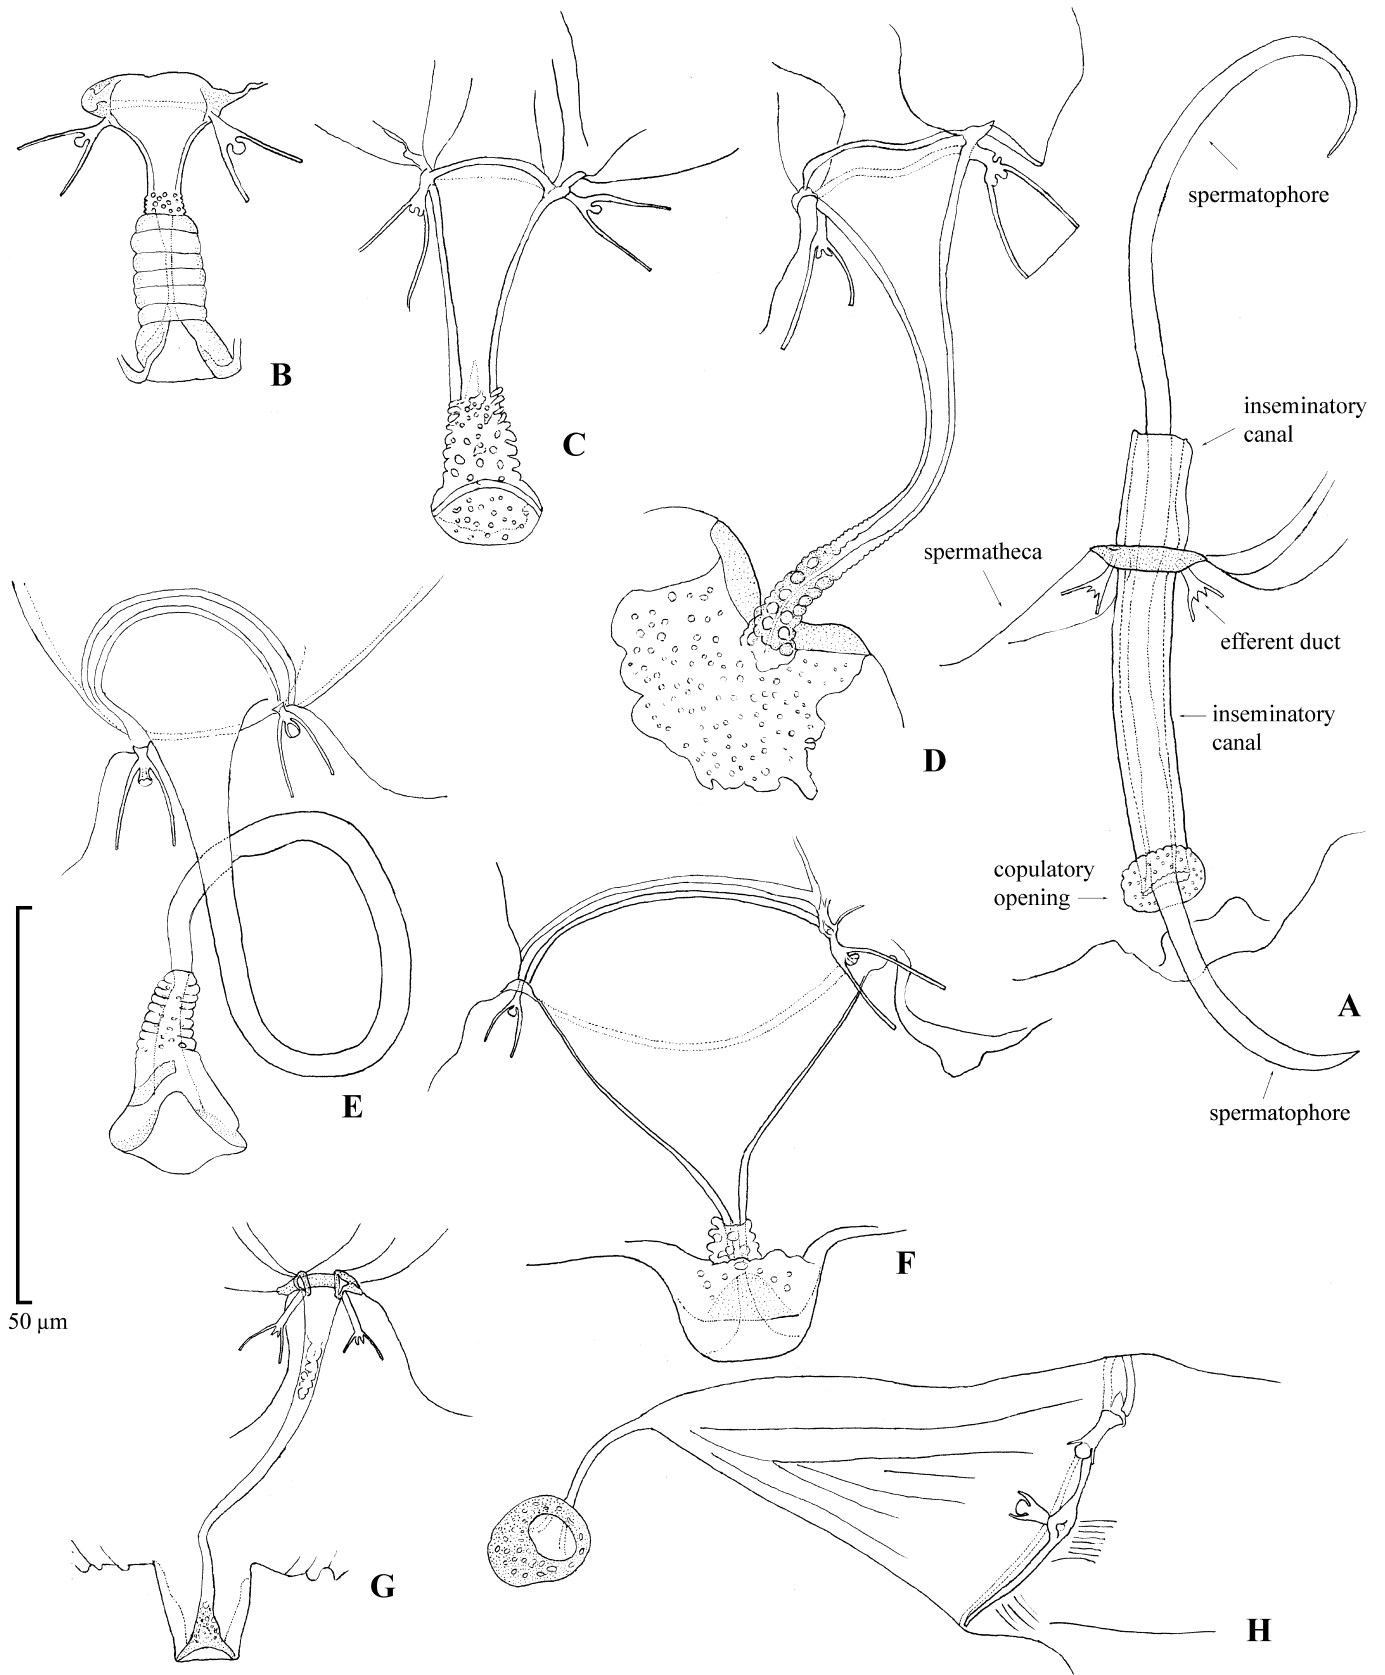 spermatophore
B
inseminatory
canal
C
spermatheca
efferent duct
inseminatory
canal
D
copulatory
opening
A
E
spermatophore
F
50 µm
G
H